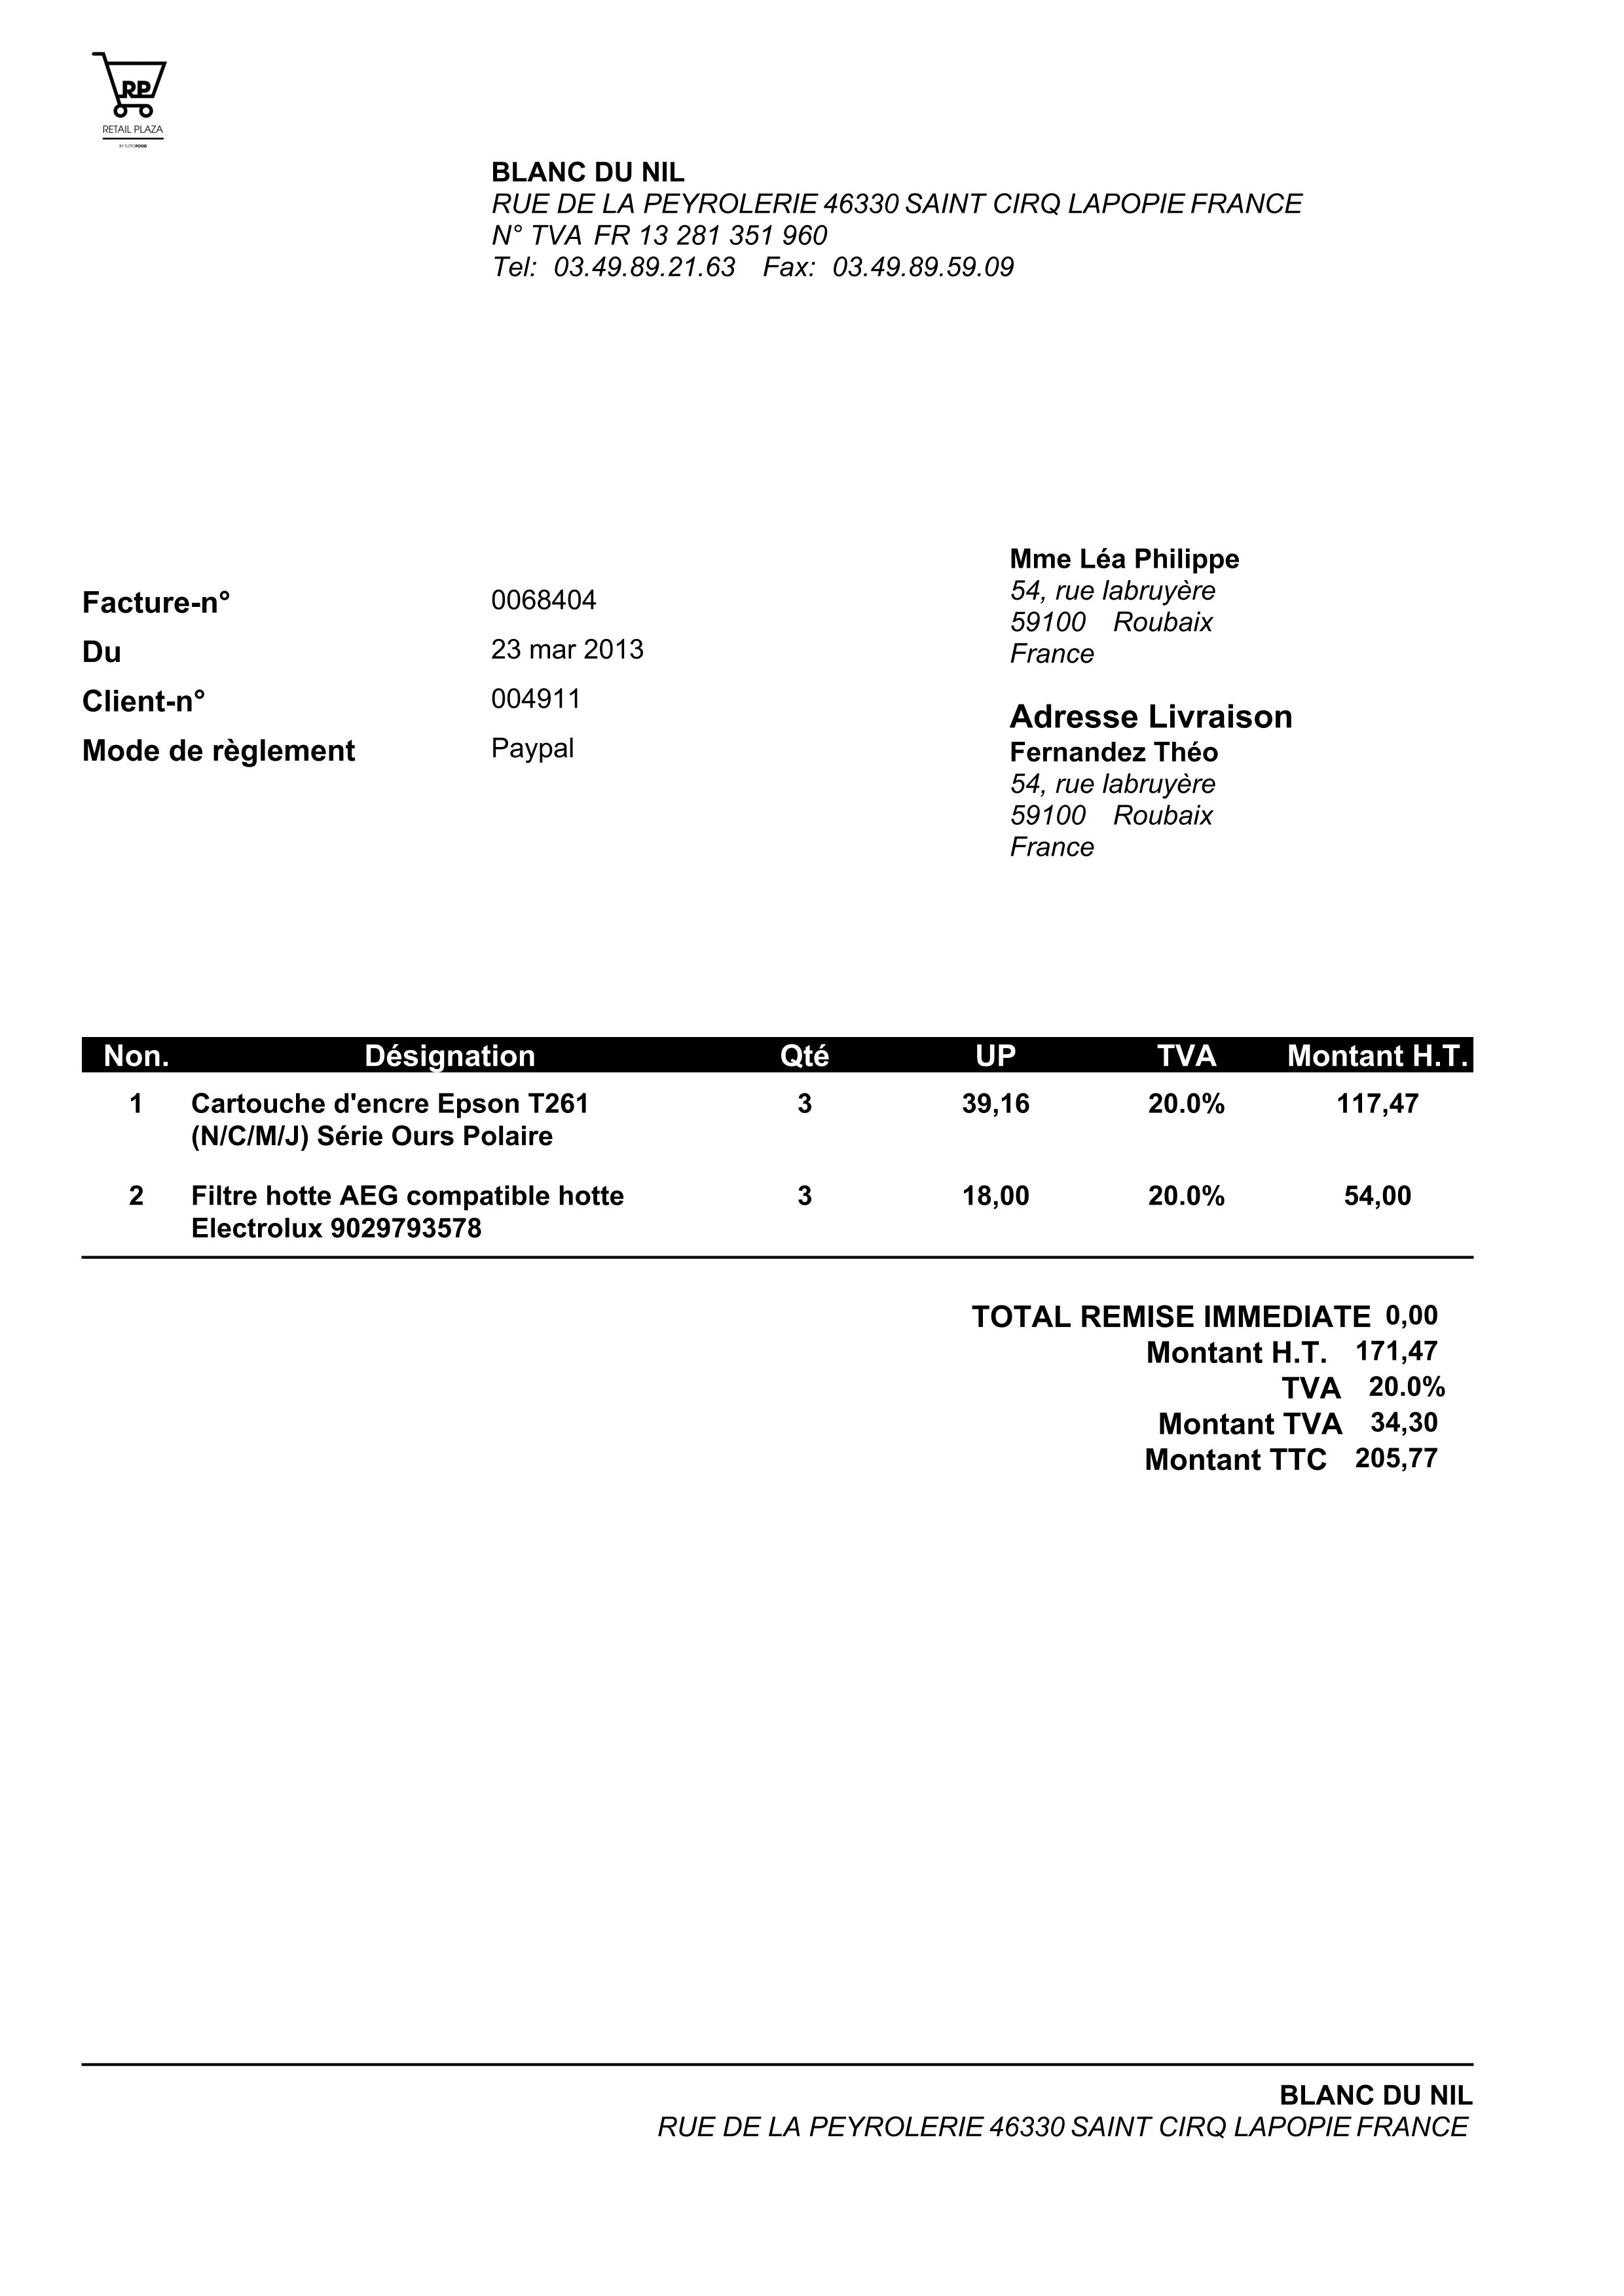 RP
RETAIL PLAZA
BY TUTTOFOOD
BLANC DU NIL
RUE DE LA PEYROLERIE 46330 SAINT CIRQ LAPOPIE FRANCE
N° TVA FR 13 281 351 960
Tel: 03.49.89.21.63 Fax: 03.49.89.59.09
Mme Léa Philippe
54, rue labruyère
59100 Roubaix
France
Facture-n° 0068404
Du 23 mar 2013
Client-n° 004911
Mode de règlement Paypal
Adresse Livraison
Fernandez Théo
54, rue labruyère
59100 Roubaix
France
Non. Désignation Qté UP TVA Montant H.T.
1 Cartouche d'encre Epson T261 3 39,16 20.0% 117,47
(N/C/M/J) Série Ours Polaire
2 Filtre hotte AEG compatible hotte 3 18,00 20.0% 54,00
Electrolux 9029793578
TOTAL REMISE IMMEDIATE 0,00
Montant H.T. 171,47
TVA 20.0%
Montant TVA 34,30
Montant TTC 205,77
BLANC DU NIL
RUE DE LA PEYROLERIE 46330 SAINT CIRQ LAPOPIE FRANCE